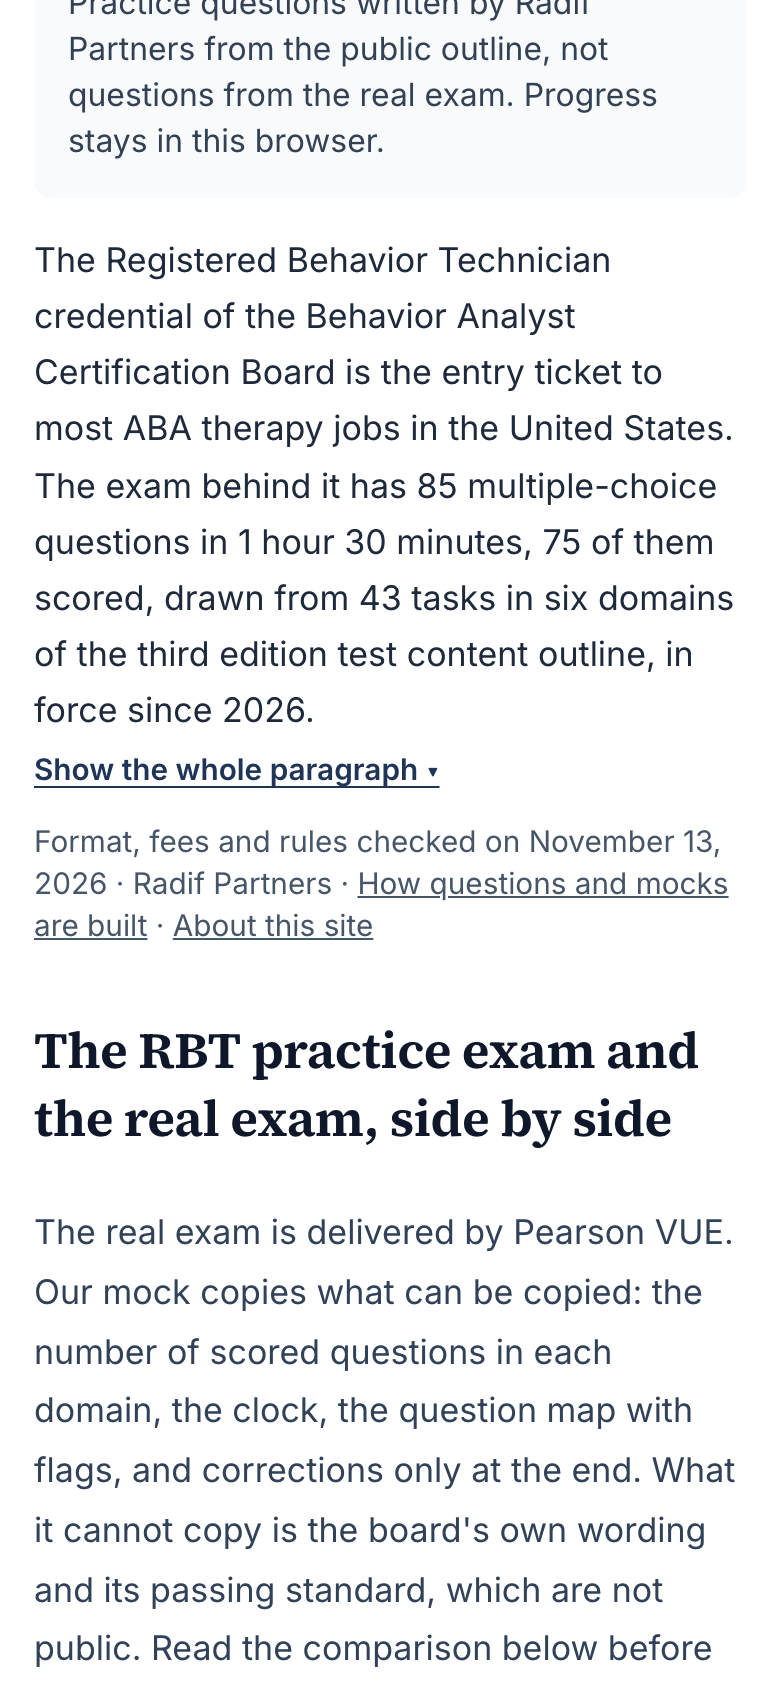 Practice questions written by Radif
Partners from the public outline, not
questions from the real exam. Progress
stays in this browser.
The Registered Behavior Technician
credential of the Behavior Analyst
Certification Board is the entry ticket to
most ABA therapy jobs in the United States.
The exam behind it has 85 multiple-choice
questions in 1 hour 30 minutes, 75 of them
scored, drawn from 43 tasks in six domains
of the third edition test content outline, in
force since 2026.
Show the whole paragraph ▾
Format, fees and rules checked on November 13,
2026 · Radif Partners · How questions and mocks
are built · About this site
The RBT practice exam and
the real exam, side by side
The real exam is delivered by Pearson VUE.
Our mock copies what can be copied: the
number of scored questions in each
domain, the clock, the question map with
flags, and corrections only at the end. What
it cannot copy is the board's own wording
and its passing standard, which are not
public. Read the comparison below before